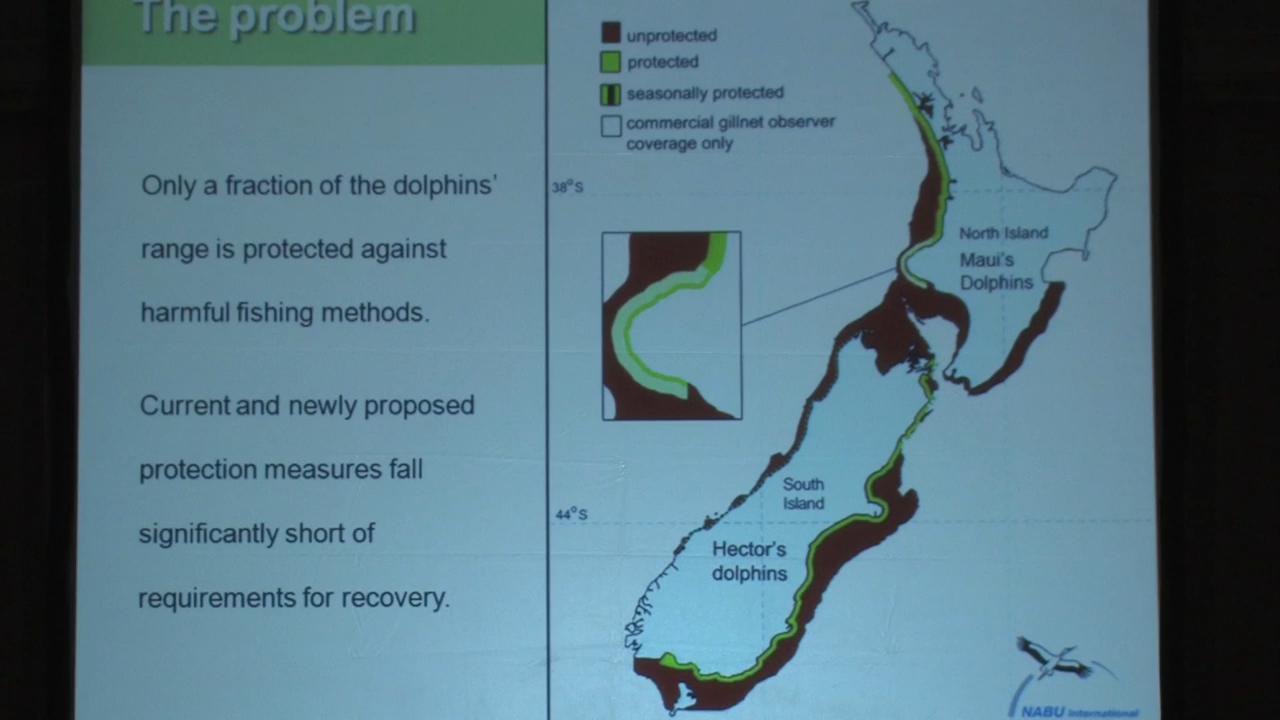 The problem
Only a fraction of the dolphins'
range is protected against
harmful fishing methods.
Current and newly proposed
protection measures fall
significantly short of
requirements for recovery.
unprotected
protected
seasonally protected
commercial gillnet observer
coverage only
38°S
North Island
Maui's
Dolphins
South
Island
44°S
Hector's
dolphins
NABU International